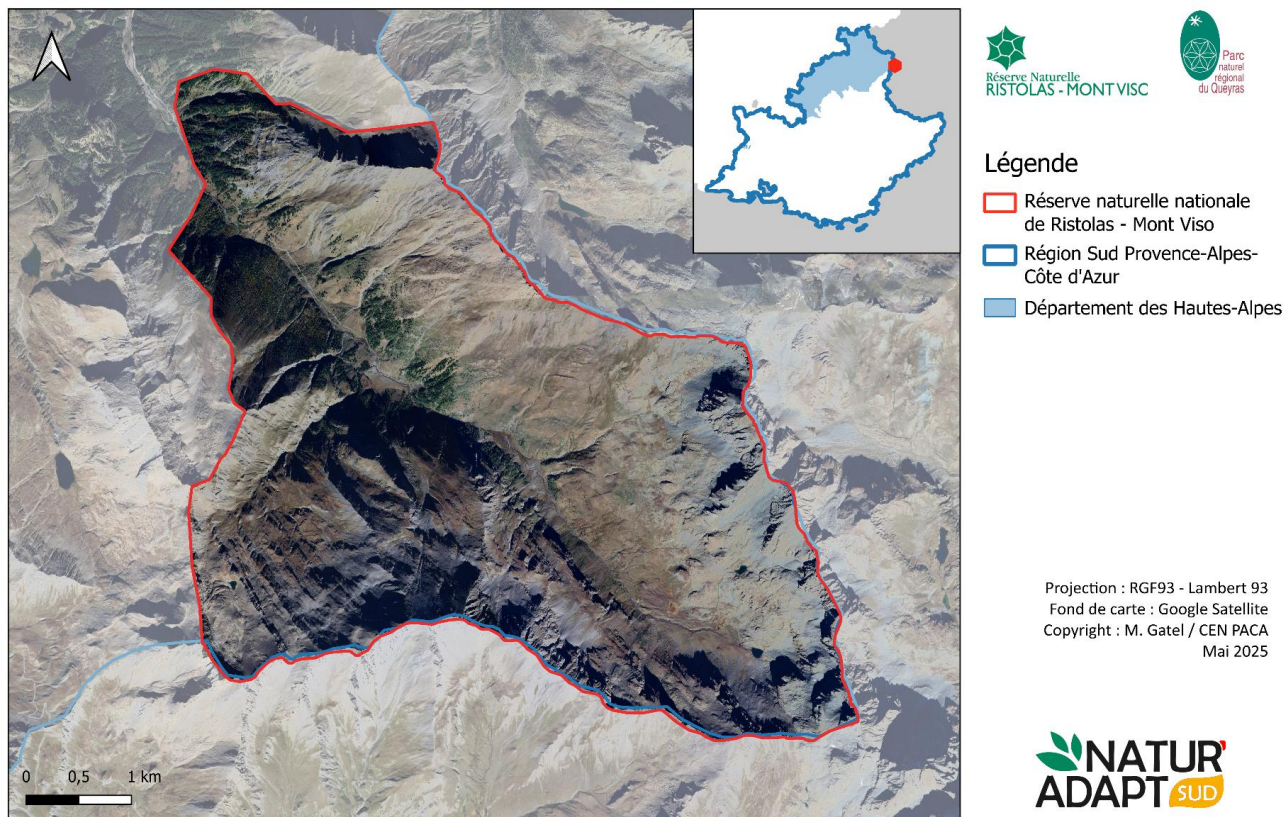 Réserve Naturelle
RISTOLAS - MONT VISO
Parc
naturel
régional
du Queyras
Légende
Réserve naturelle nationale
de Ristolas - Mont Viso
Région Sud Provence-Alpes-
Côte d'Azur
Département des Hautes-Alpes
Projection : RGF93 - Lambert 93
Fond de carte : Google Satellite
Copyright : M. Gatel / CEN PACA
Mai 2025
0 0,5 1 km
NATUR'
ADAPT SUD